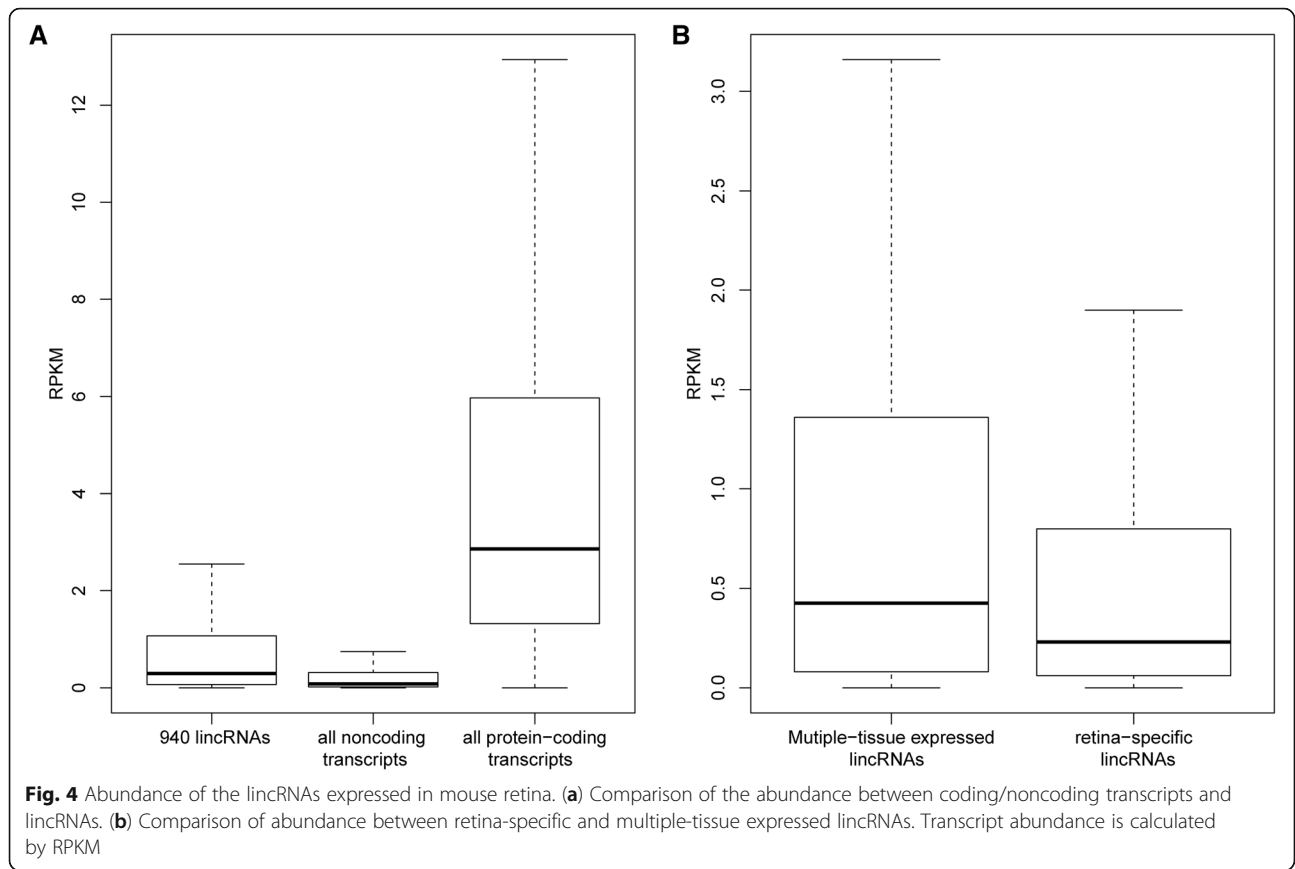 A
RPKM
12
10
8
6
4
2
0
940 lincRNAs
all noncoding
transcripts
all protein-coding
transcripts
B
RPKM
3.0
2.5
2.0
1.5
1.0
0.5
0.0
Mutiple-tissue expressed
lincRNAs
retina-specific
lincRNAs
Fig. 4 Abundance of the lincRNAs expressed in mouse retina. (a) Comparison of the abundance between coding/noncoding transcripts and
lincRNAs. (b) Comparison of abundance between retina-specific and multiple-tissue expressed lincRNAs. Transcript abundance is calculated
by RPKM